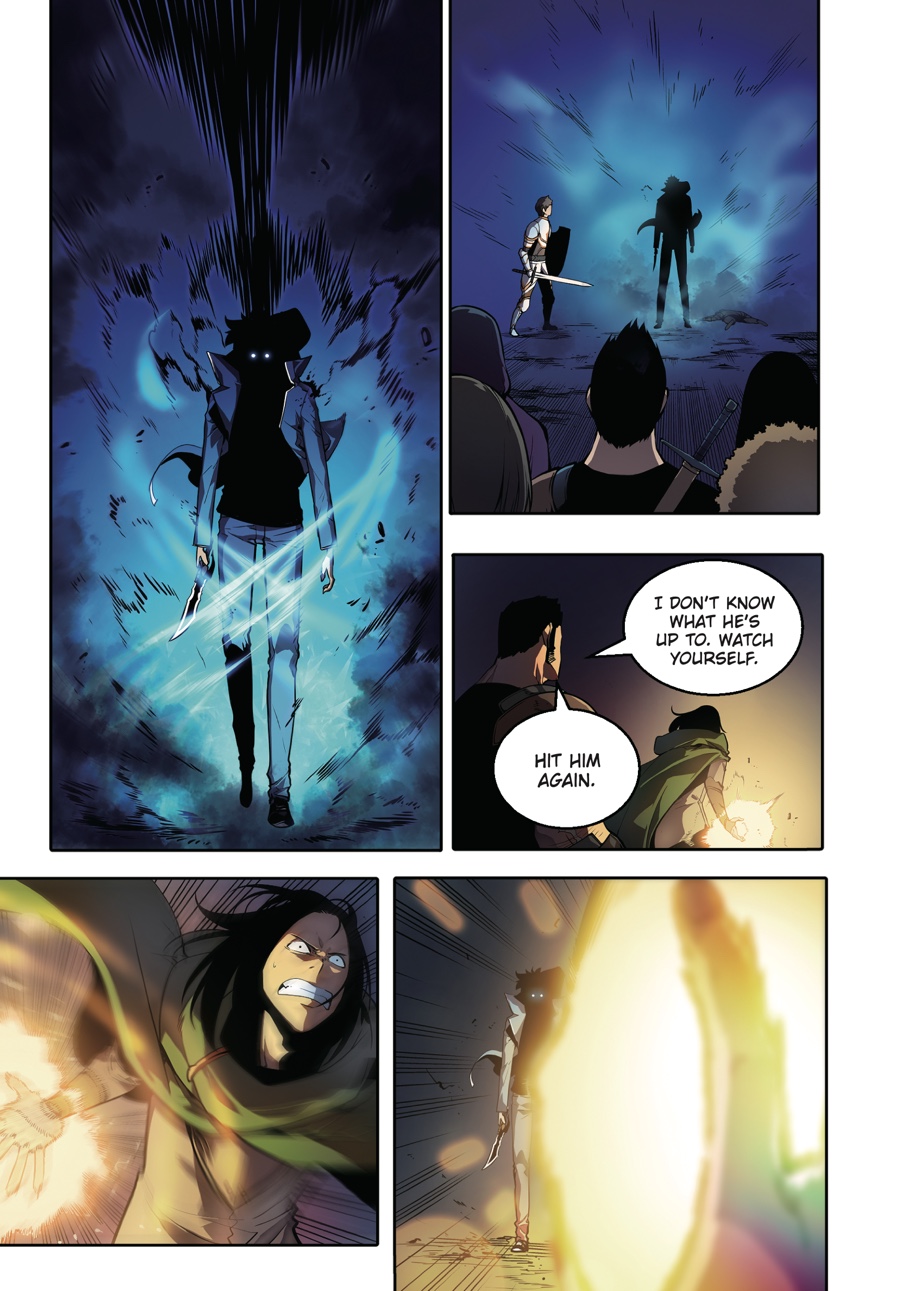 I DON'T KNOW
WHAT HE'S
UP TO. WATCH
YOURSELF.
HIT HIM
AGAIN.